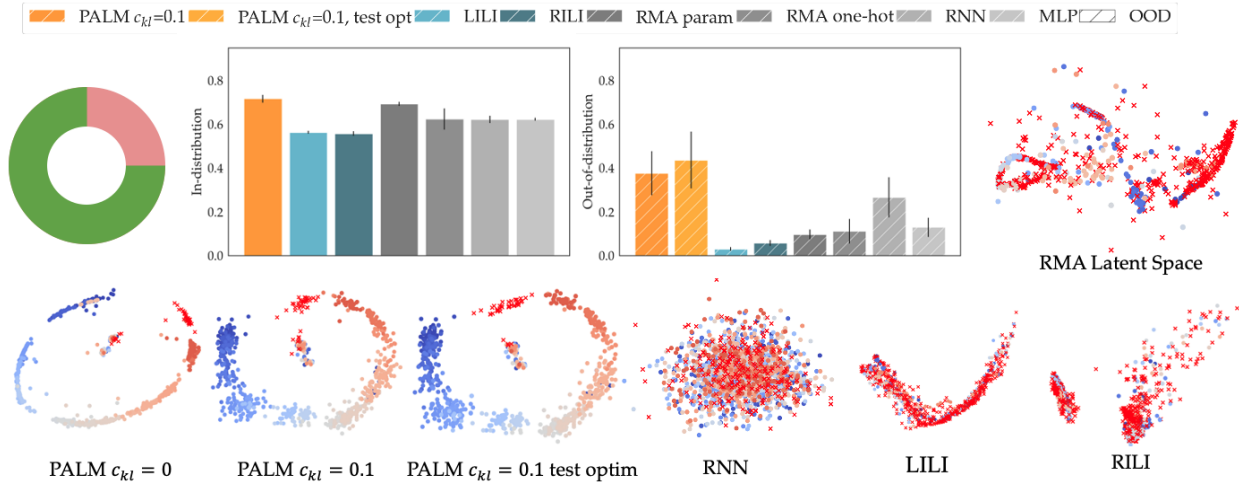 PALM c_kl=0.1 PALM c_kl=0.1, test opt LILI RILI RMA param RMA one-hot RNN MLP OOD
In-distribution
0.8
0.6
0.4
0.2
0.0
Out-of-distribution
0.8
0.6
0.4
0.2
0.0
RMA Latent Space
PALM c_kl = 0
PALM c_kl = 0.1
PALM c_kl = 0.1 test optim
RNN
LILI
RILI